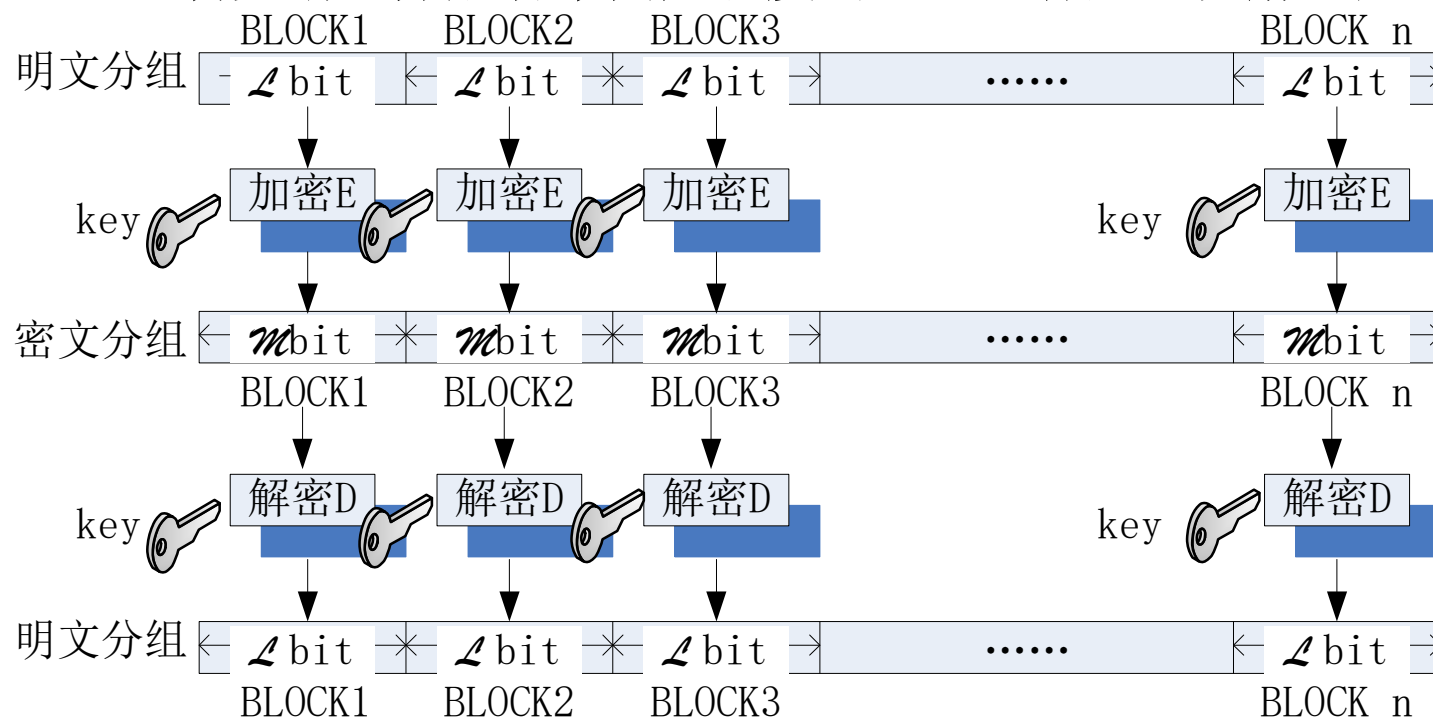 BLOCK1 BLOCK2 BLOCK3 BLOCK n
明文分组 ℒ bit ℒ bit ℒ bit …… ℒ bit
加密E 加密E 加密E 加密E
key key
密文分组 ℳbit ℳbit ℳbit …… ℳbit
BLOCK1 BLOCK2 BLOCK3 BLOCK n
解密D 解密D 解密D 解密D
key key
明文分组 ℒ bit ℒ bit ℒ bit …… ℒ bit
BLOCK1 BLOCK2 BLOCK3 BLOCK n